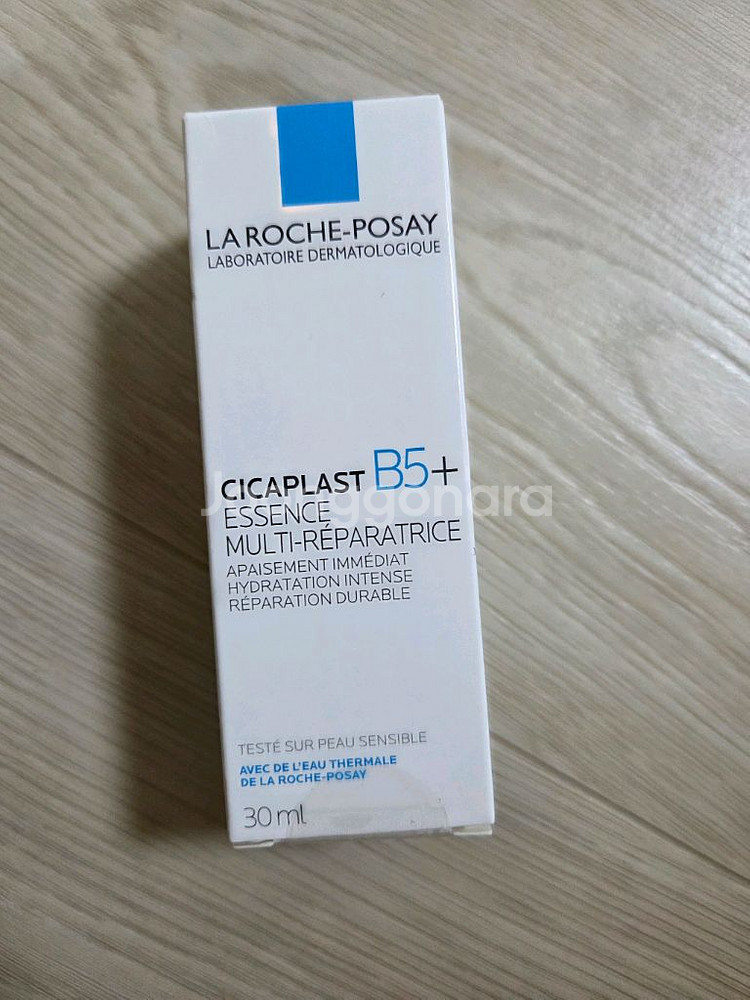 LA ROCHE-POSAY
LABORATOIRE DERMATOLOGIQUE
CICAPLAST B5+
Joonggonara
ESSENCE
MULTI-RÉPARATRICE
APAISEMENT IMMÉDIAT
HYDRATATION INTENSE
RÉPARATION DURABLE
TESTÉ SUR PEAU SENSIBLE
AVEC DE L'EAU THERMALE
DE LA ROCHE-POSAY
30 ml